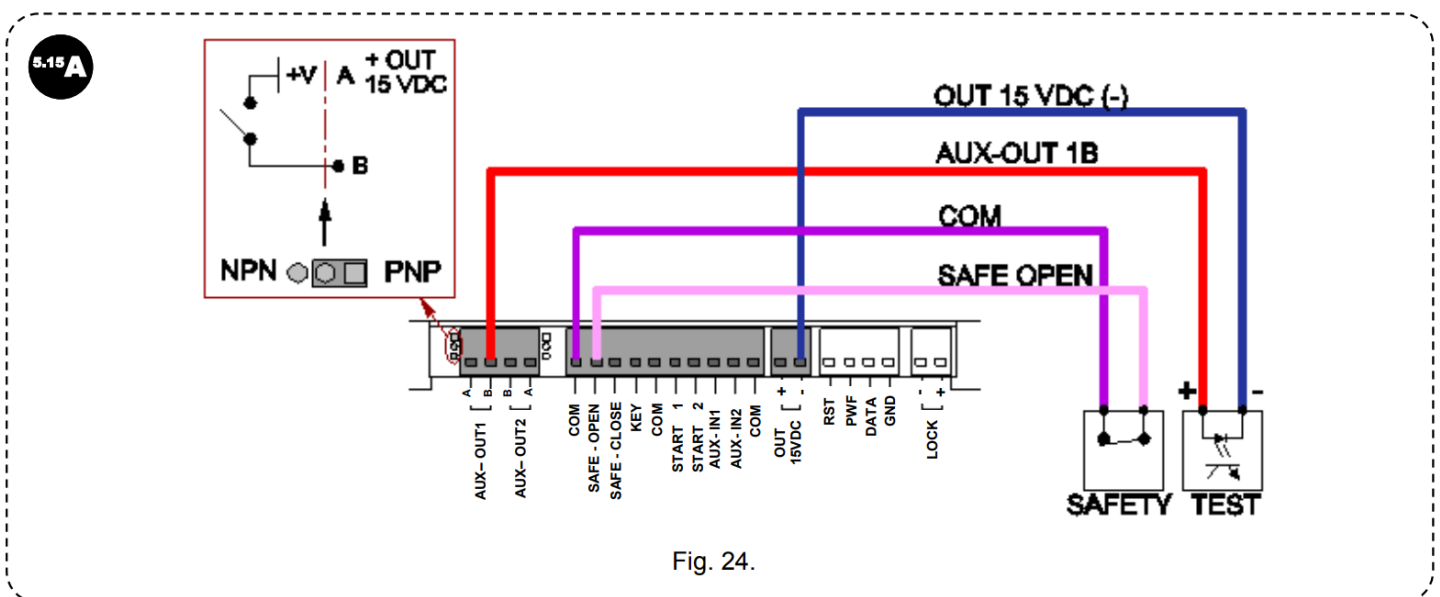 5.15 A
+V A + OUT
15 VDC
B
NPN PNP
OUT 15 VDC (-)
AUX-OUT 1B
COM
SAFE OPEN
A
B
B
A
AUX– OUT1
AUX– OUT2
COM
SAFE - OPEN
SAFE - CLOSE
KEY
COM
START 1
START 2
AUX- IN1
AUX- IN2
COM
+
-
OUT
15VDC
RST
PWF
DATA
GND
-
+
LOCK
+ -
SAFETY TEST
Fig. 24.